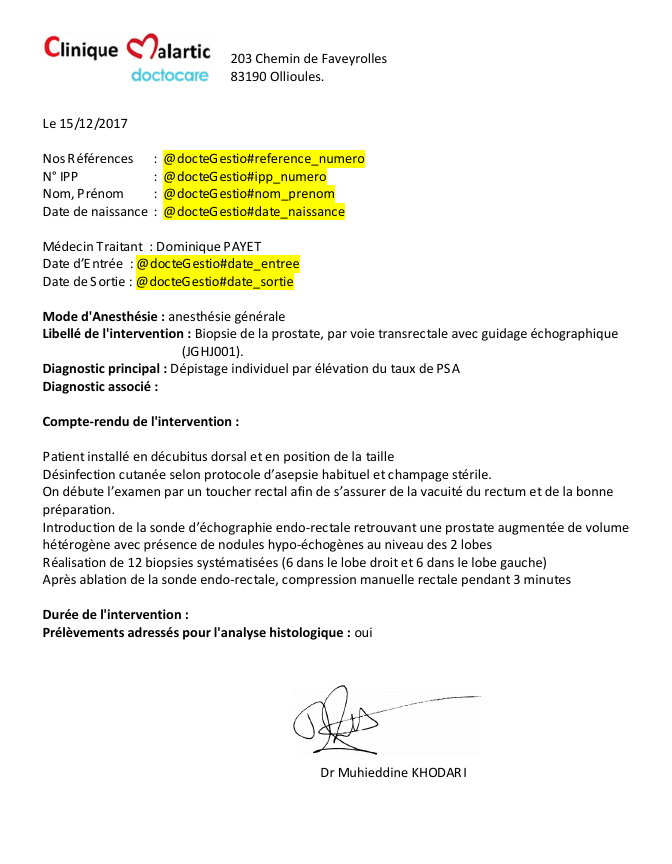 Clinique Malartic
doctocare
203 Chemin de Faveyrolles
83190 Ollioules.
Le 15/12/2017
Nos Références : @docteGestio#reference_numero
N° IPP : @docteGestio#ipp_numero
Nom, Prénom : @docteGestio#nom_prenom
Date de naissance : @docteGestio#date_naissance
Médecin Traitant : Dominique PAYET
Date d’Entrée : @docteGestio#date_entree
Date de Sortie : @docteGestio#date_sortie
Mode d'Anesthésie : anesthésie générale
Libellé de l'intervention : Biopsie de la prostate, par voie transrectale avec guidage échographique
(JGHJ001).
Diagnostic principal : Dépistage individuel par élévation du taux de PSA
Diagnostic associé :
Compte-rendu de l'intervention :
Patient installé en décubitus dorsal et en position de la taille
Désinfection cutanée selon protocole d’asepsie habituel et champage stérile.
On débute l’examen par un toucher rectal afin de s’assurer de la vacuité du rectum et de la bonne
préparation.
Introduction de la sonde d’échographie endo-rectale retrouvant une prostate augmentée de volume
hétérogène avec présence de nodules hypo-échogènes au niveau des 2 lobes
Réalisation de 12 biopsies systématisées (6 dans le lobe droit et 6 dans le lobe gauche)
Après ablation de la sonde endo-rectale, compression manuelle rectale pendant 3 minutes
Durée de l'intervention :
Prélèvements adressés pour l'analyse histologique : oui
Dr Muhieddine KHODARI